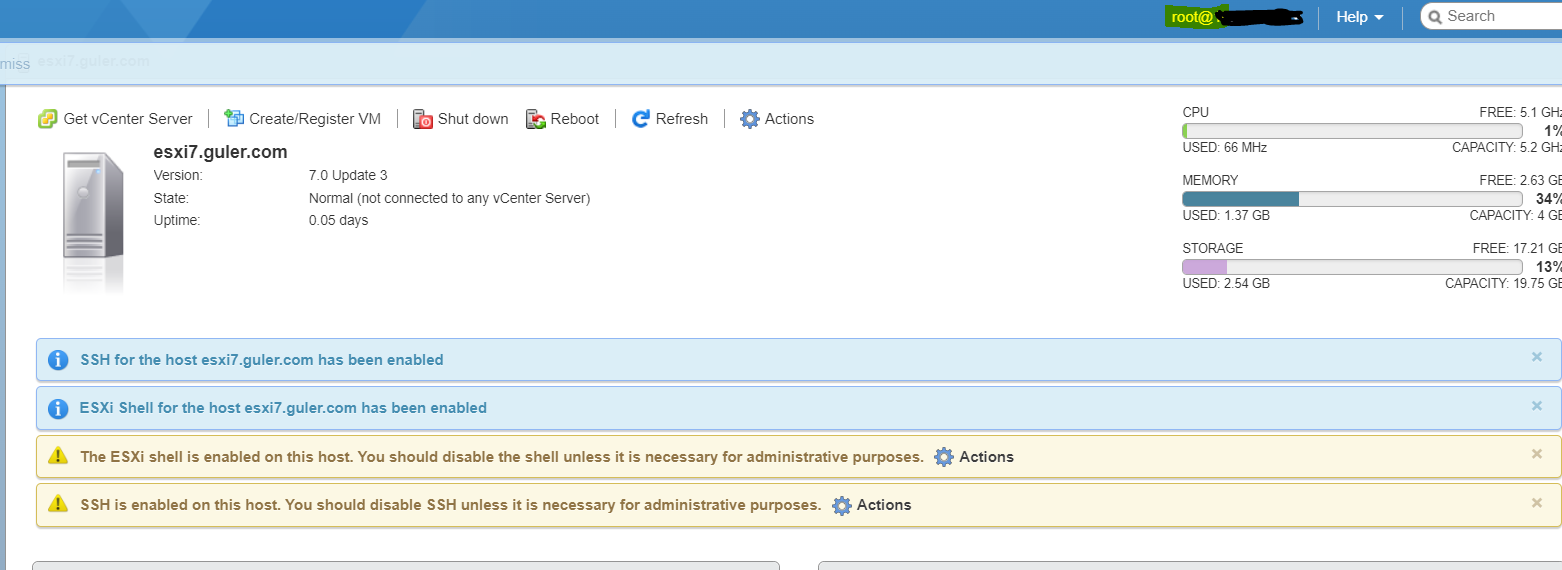 root@
Help
Search
miss
esxi7.guler.com
Get vCenter Server
Create/Register VM
Shut down
Reboot
Refresh
Actions
esxi7.guler.com
Version: 7.0 Update 3
State: Normal (not connected to any vCenter Server)
Uptime: 0.05 days
CPU FREE: 5.1 GHz
1%
USED: 66 MHz CAPACITY: 5.2 GHz
MEMORY FREE: 2.63 GB
34%
USED: 1.37 GB CAPACITY: 4 GB
STORAGE FREE: 17.21 GB
13%
USED: 2.54 GB CAPACITY: 19.75 GB
SSH for the host esxi7.guler.com has been enabled
ESXi Shell for the host esxi7.guler.com has been enabled
The ESXi shell is enabled on this host. You should disable the shell unless it is necessary for administrative purposes. Actions
SSH is enabled on this host. You should disable SSH unless it is necessary for administrative purposes. Actions